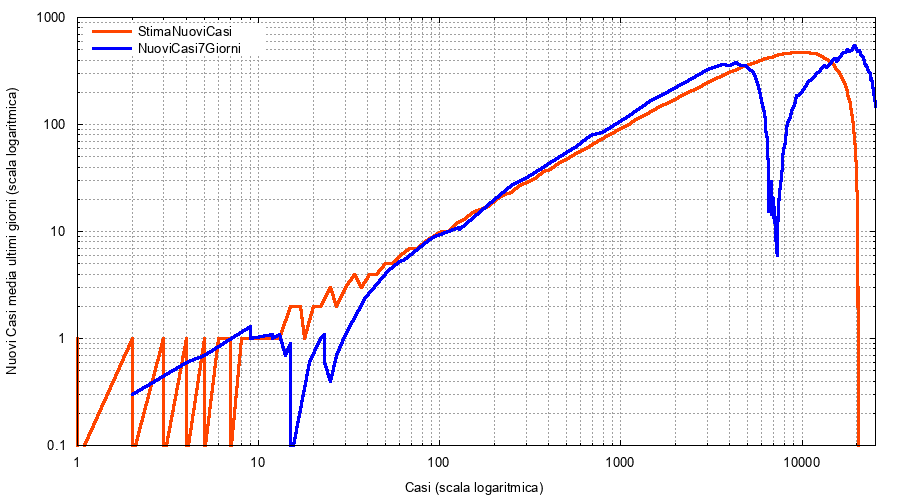 1000
StimaNuoviCasi
NuoviCasi7Giorni
100
10
1
0.1
Nuovi Casi media ultimi giorni (scala logaritmica)
1 10 100 1000 10000
Casi (scala logaritmica)